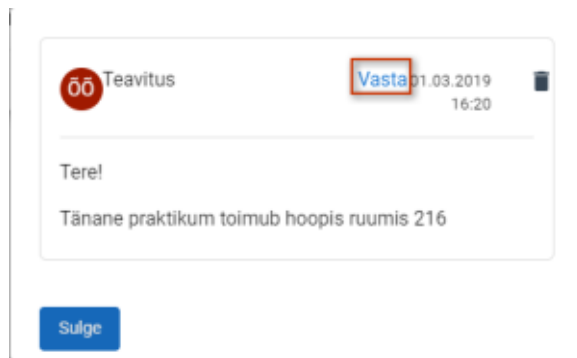 õõ Teavitus Vasta 01.03.2019
16:20
Tere!
Tänane praktikum toimub hoopis ruumis 216
Sulge